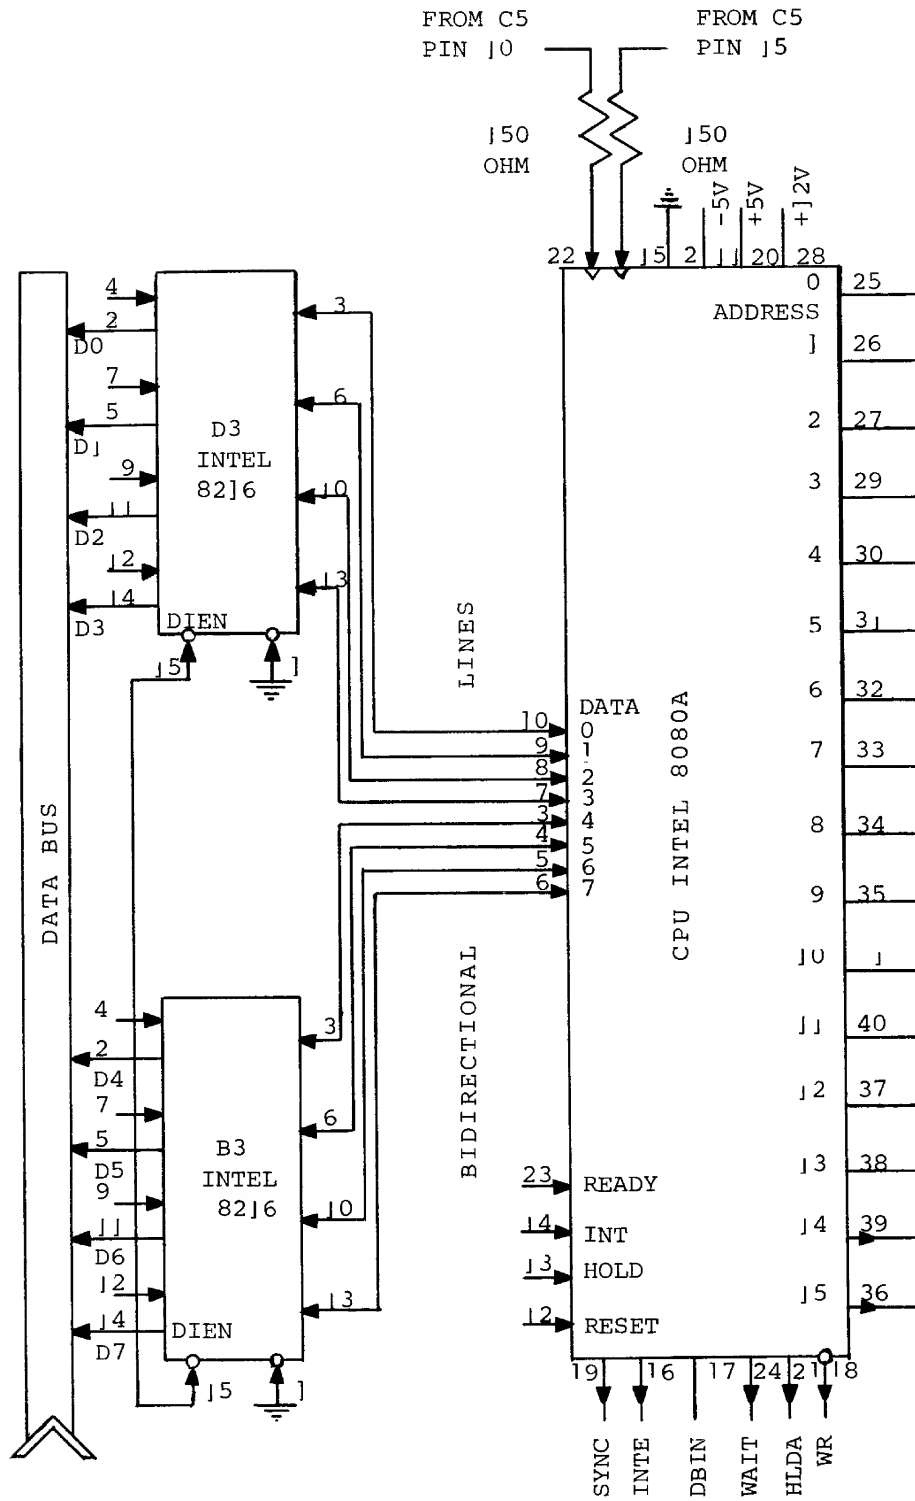 FROM C5
PIN 10
FROM C5
PIN 15
150
OHM
150
OHM
-5V
+5V
+12V
22
15
2
11
20
28
4
2
D0
7
5
D1
9
11
D2
12
14
D3
D3
INTEL
8216
DIEN
15
1
3
6
10
13
LINES
BIDIRECTIONAL
DATA BUS
DATA
10
0
9
1
8
2
7
3
3
4
4
5
5
6
6
7
CPU INTEL 8080A
0
25
ADDRESS
1
26
2
27
3
29
4
30
5
31
6
32
7
33
8
34
9
35
10
1
11
40
12
37
13
38
14
39
15
36
4
2
D4
7
5
D5
9
11
D6
12
14
D7
B3
INTEL
8216
DIEN
15
1
3
6
10
13
23
READY
14
INT
13
HOLD
12
RESET
19
16
17
24
21
18
SYNC
INTE
DBIN
WAIT
HLDA
WR